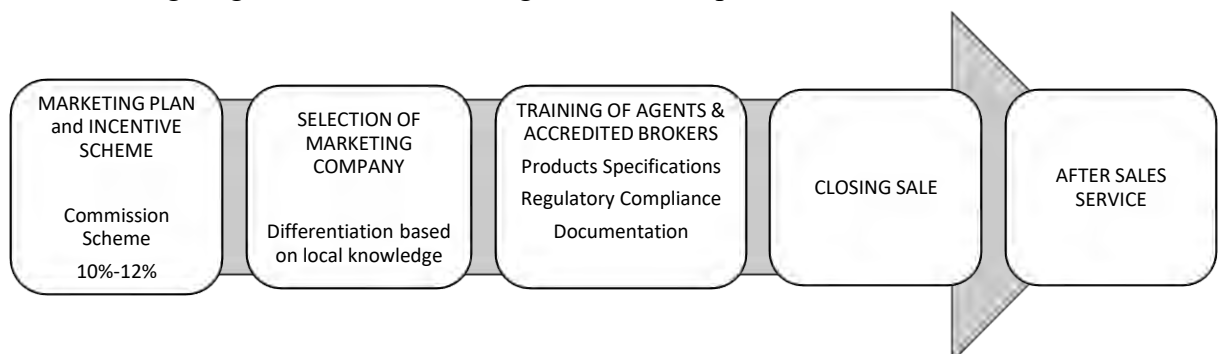 MARKETING PLAN
and INCENTIVE
SCHEME
Commission
Scheme
10%-12%
SELECTION OF
MARKETING
COMPANY
Differentiation based
on local knowledge
TRAINING OF AGENTS &
ACCREDITED BROKERS
Products Specifications
Regulatory Compliance
Documentation
CLOSING SALE
AFTER SALES
SERVICE